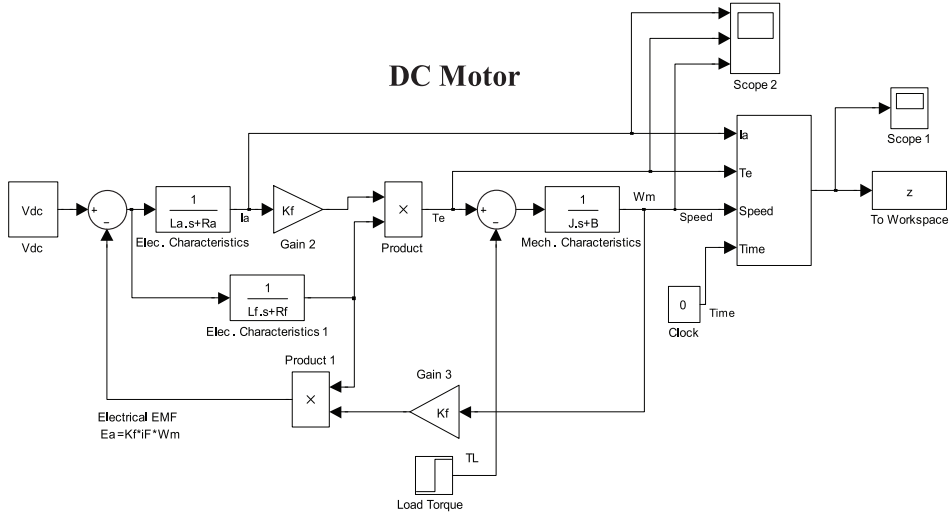 DC Motor
Scope 2
Scope 1
Ia
Te
Speed
Time
z
To Workspace
Vdc
Vdc
+
−
1
La.s+Ra
Elec. Characteristics
Ia
Kf
Gain 2
×
Product
Te
+
−
1
J.s+B
Mech. Characteristics
Wm
Speed
0
Clock
Time
1
Lf.s+Rf
Elec. Characteristics 1
Product 1
×
Gain 3
Kf
Electrical EMF
Ea=Kf*iF*Wm
TL
Load Torque